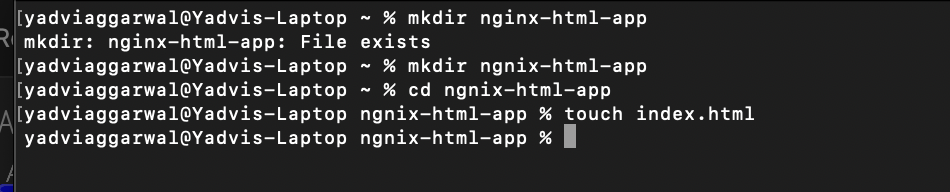 [yadviaggarwal@Yadvis-Laptop ~ % mkdir nginx-html-app
mkdir: nginx-html-app: File exists
[yadviaggarwal@Yadvis-Laptop ~ % mkdir ngnix-html-app
[yadviaggarwal@Yadvis-Laptop ~ % cd ngnix-html-app
[yadviaggarwal@Yadvis-Laptop ngnix-html-app % touch index.html
yadviaggarwal@Yadvis-Laptop ngnix-html-app %